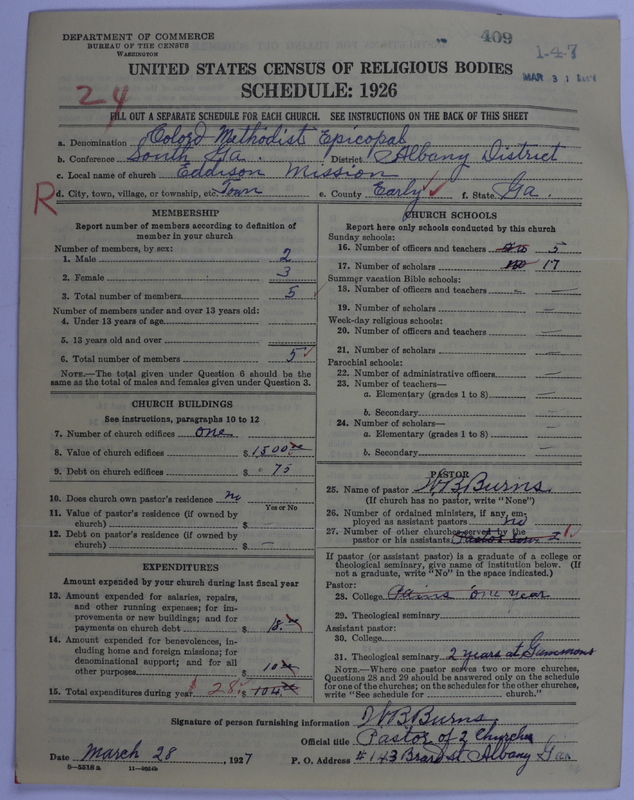 DEPARTMENT OF COMMERCE
BUREAU OF THE CENSUS
WASHINGTON
409
1-47
MAR 31
UNITED STATES CENSUS OF RELIGIOUS BODIES
SCHEDULE: 1926
24
FILL OUT A SEPARATE SCHEDULE FOR EACH CHURCH. SEE INSTRUCTIONS ON THE BACK OF THIS SHEET
a. Denomination Colord Methodist Epicopal
b. Conference South Ga. District Albany District
c. Local name of church Eddison Mission
R d. City, town, village, or township, etc. Town e. County Early f. State Ga.
MEMBERSHIP
Report number of members according to definition of
member in your church
Number of members, by sex:
1. Male 2
2. Female 3
3. Total number of members 5
Number of members under and over 13 years old:
4. Under 13 years of age
5. 13 years old and over
6. Total number of members 5
NOTE.—The total given under Question 6 should be the
same as the total of males and females given under Question 3.
CHURCH BUILDINGS
See instructions, paragraphs 10 to 12
7. Number of church edifices one
8. Value of church edifices $ 1500
9. Debt on church edifices $ 75
10. Does church own pastor's residence no
Yes or No
11. Value of pastor's residence (if owned by
church) $ —
12. Debt on pastor's residence (if owned by
church) $ —
EXPENDITURES
Amount expended by your church during last fiscal year
13. Amount expended for salaries, repairs,
and other running expenses; for im-
provements or new buildings; and for
payments on church debt $ 18.
14. Amount expended for benevolences, in-
cluding home and foreign missions; for
denominational support; and for all
other purposes $ 10
15. Total expenditures during year $ 28. $ 104.
CHURCH SCHOOLS
Report here only schools conducted by this church
Sunday schools:
16. Number of officers and teachers 5
17. Number of scholars no 17
Summer vacation Bible schools:
18. Number of officers and teachers —
19. Number of scholars —
Week-day religious schools:
20. Number of officers and teachers —
21. Number of scholars —
Parochial schools:
22. Number of administrative officers —
23. Number of teachers—
a. Elementary (grades 1 to 8) —
b. Secondary —
24. Number of scholars—
a. Elementary (grades 1 to 8) —
b. Secondary —
PASTOR
25. Name of pastor W.B. Burns
(If church has no pastor, write "None")
26. Number of ordained ministers, if any, em-
ployed as assistant pastors no
27. Number of other churches served by the
pastor or his assistants 1
If pastor (or assistant pastor) is a graduate of a college or
theological seminary, give name of institution below. (If
not a graduate, write "No" in the space indicated.)
Pastor:
28. College one year
29. Theological seminary
Assistant pastor:
30. College
31. Theological seminary 2 years at Gammons
NOTE.—Where one pastor serves two or more churches,
Questions 28 and 29 should be answered only on the schedule
for one of the churches; on the schedules for the other churches,
write "See schedule for church."
Signature of person furnishing information W B Burns
Official title Pastor of 2 Churches
Date March 28, 1927 P. O. Address # 143 Broad st. Albany Ga
8—5518 a